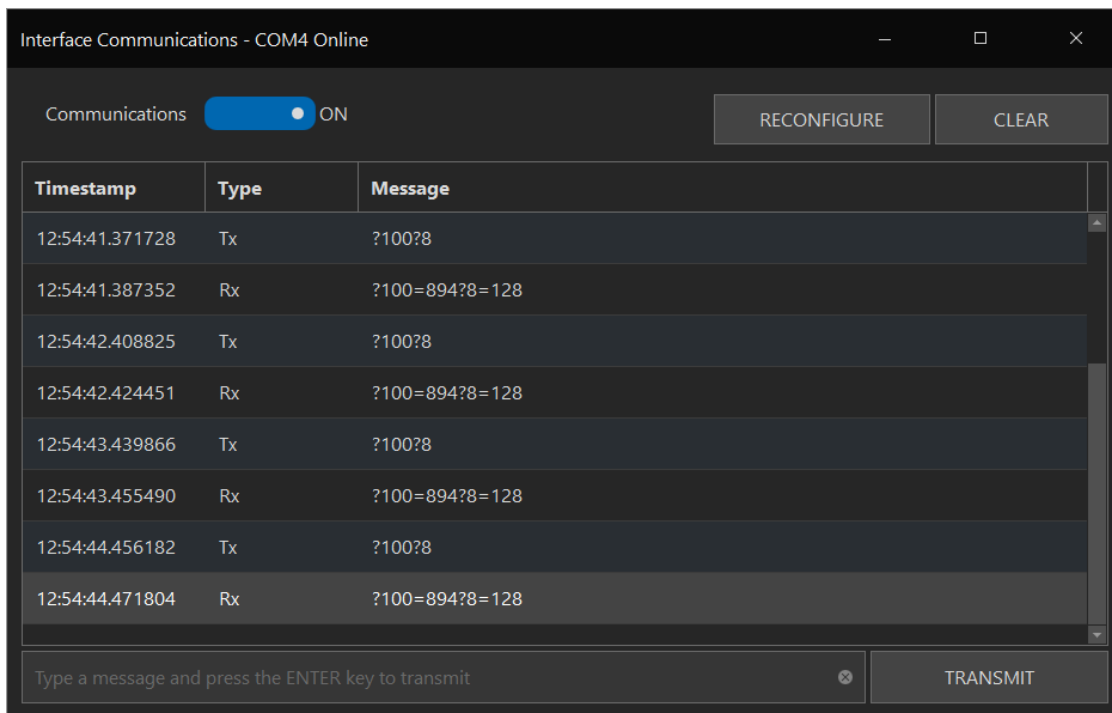 Interface Communications - COM4 Online
Communications ON RECONFIGURE CLEAR
Timestamp Type Message
12:54:41.371728 Tx ?100?8
12:54:41.387352 Rx ?100=894?8=128
12:54:42.408825 Tx ?100?8
12:54:42.424451 Rx ?100=894?8=128
12:54:43.439866 Tx ?100?8
12:54:43.455490 Rx ?100=894?8=128
12:54:44.456182 Tx ?100?8
12:54:44.471804 Rx ?100=894?8=128
Type a message and press the ENTER key to transmit TRANSMIT